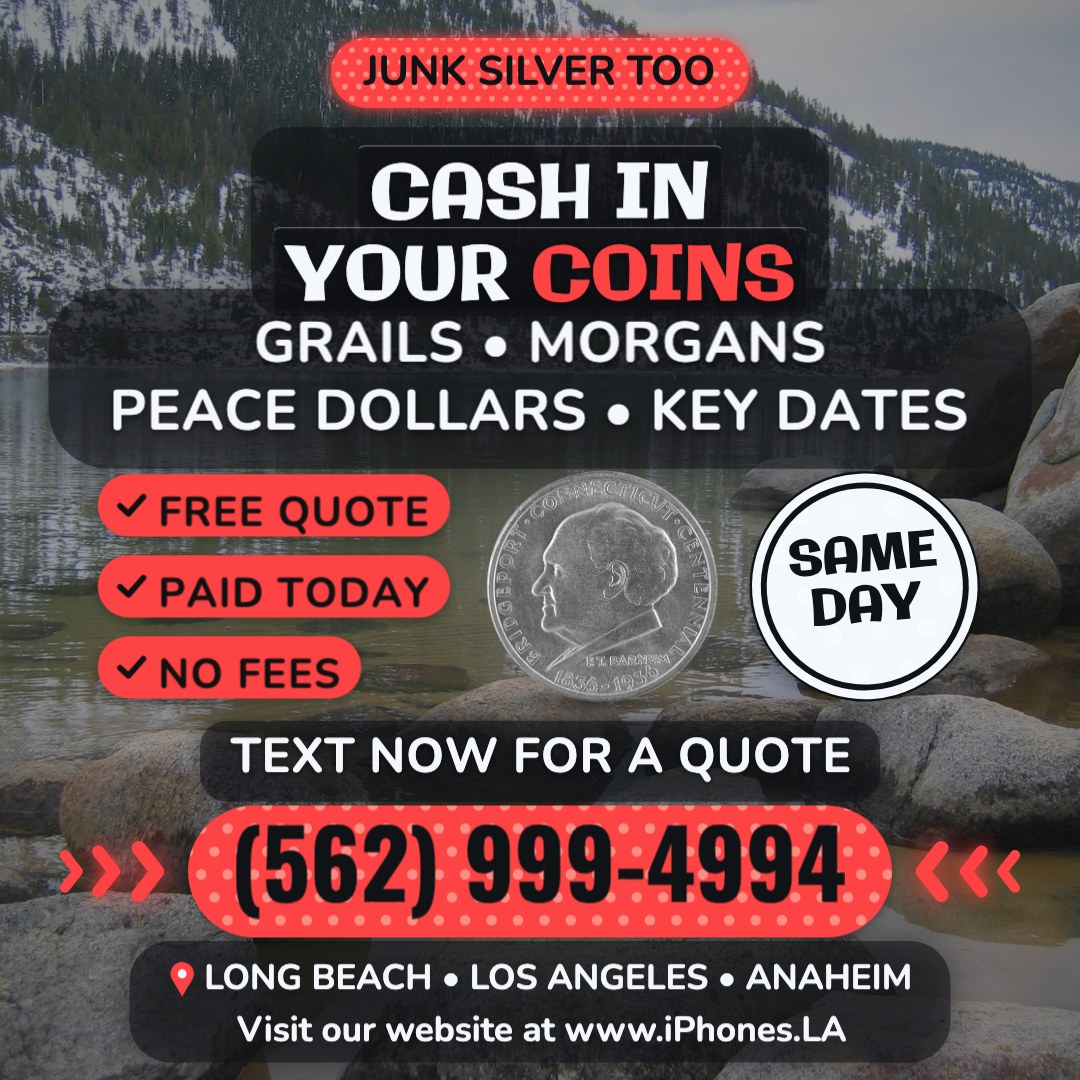 JUNK SILVER TOO
CASH IN
YOUR COINS
GRAILS • MORGANS
PEACE DOLLARS • KEY DATES
✓ FREE QUOTE
✓ PAID TODAY
✓ NO FEES
BRIDGEPORT · CONNECTICUT · CENTENNIAL
P.T. BARNUM
1836-1936
SAME
DAY
TEXT NOW FOR A QUOTE
(562) 999-4994
LONG BEACH • LOS ANGELES • ANAHEIM
Visit our website at www.iPhones.LA